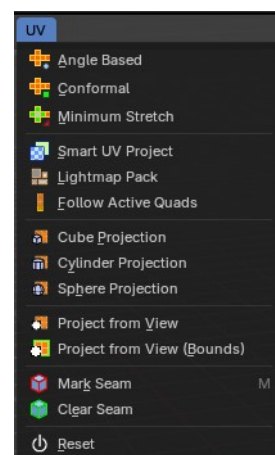 UV
Angle Based
Conformal
Minimum Stretch
Smart UV Project
Lightmap Pack
Follow Active Quads
Cube Projection
Cylinder Projection
Sphere Projection
Project from View
Project from View (Bounds)
Mark Seam M
Clear Seam
Reset